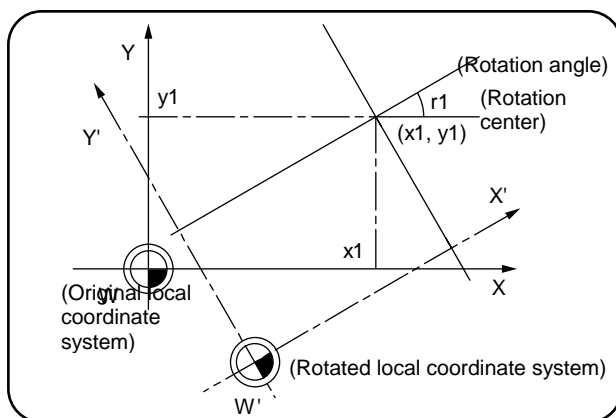 Y
(Rotation angle)
y1
r1
(Rotation
center)
(x1, y1)
Y'
X'
x1
X
W
(Original local
coordinate
system)
(Rotated local coordinate system)
W'